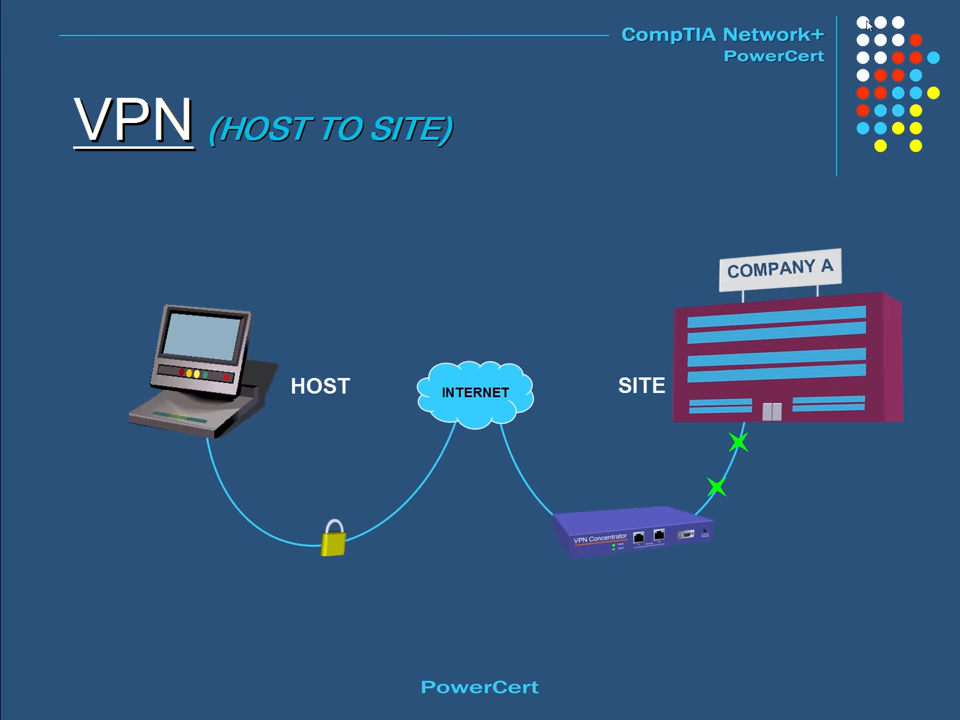 CompTIA Network+
PowerCert
VPN (HOST TO SITE)
COMPANY A
HOST
INTERNET
SITE
VPN Concentrator
PowerCert